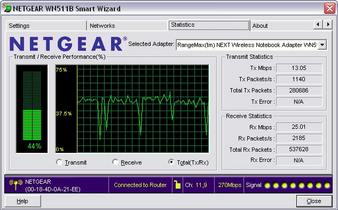 NETGEAR WN511B Smart Wizard
Settings
Networks
Statistics
About
NETGEAR®
Selected Adapter:
RangeMax(tm) NEXT Wireless Notebook Adapter WN5
Transmit / Receive Performance(%)
75%
37.5%
0%
44%
Transmit
Receive
Total(Tx/Rx)
Transmit Statistics
Tx Mbps : 13.05
Tx Packets/s : 1140
Total Tx Packets : 280686
Tx Error : N/A
Receive Statistics
Rx Mbps : 25.01
Rx Packets/s : 2185
Total Rx Packets : 537628
Rx Error : N/A
NETGEAR
(00-18-4D-0A-21-EE)
Connected to Router
Ch: 11,9
270Mbps
Signal
Help
Close